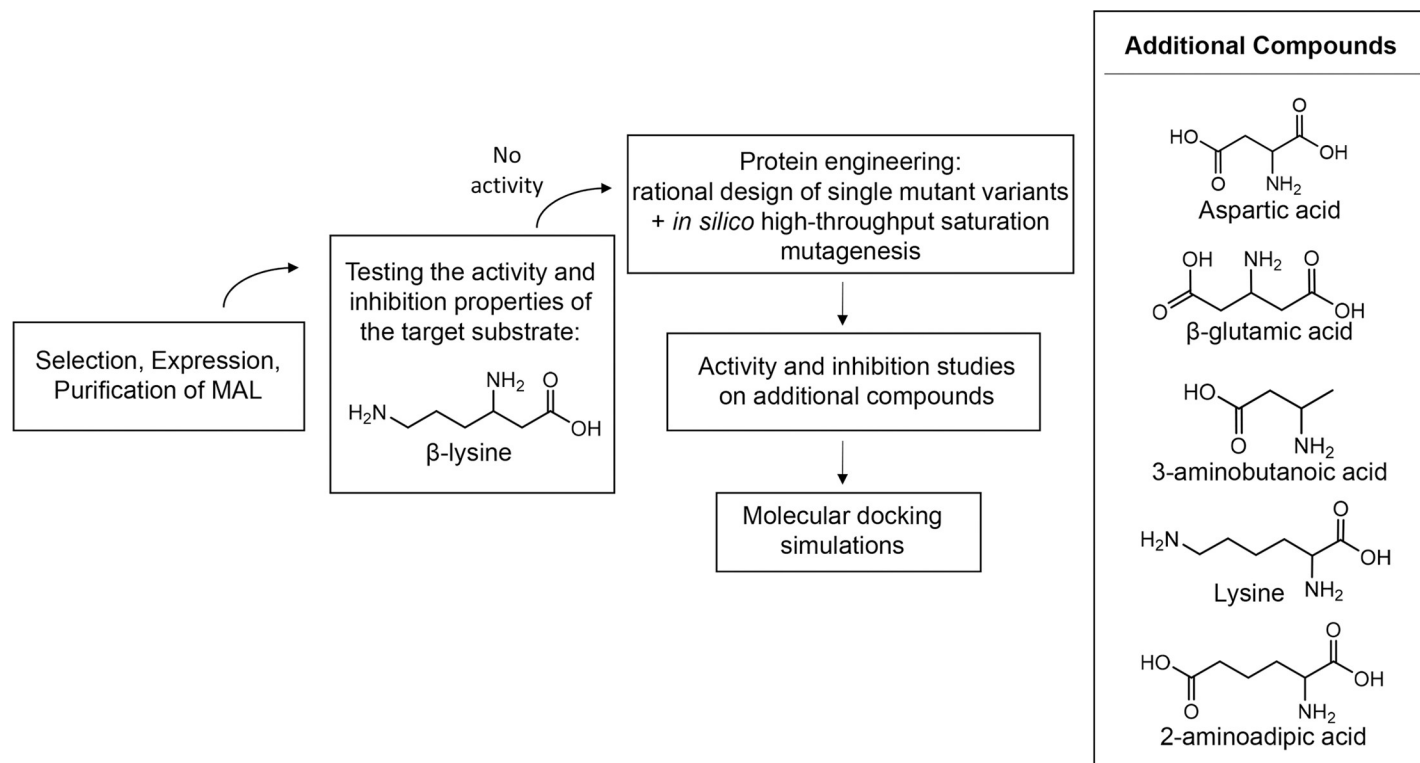 Selection, Expression,
Purification of MAL
Testing the activity and
inhibition properties of
the target substrate:
NH₂
O
H₂N
OH
β-lysine
No
activity
Protein engineering:
rational design of single mutant variants
+ in silico high-throughput saturation
mutagenesis
Activity and inhibition studies
on additional compounds
Molecular docking
simulations
Additional Compounds
O
HO
OH
O
NH₂
Aspartic acid
OH
NH₂
O
O
OH
β-glutamic acid
HO
O
NH₂
3-aminobutanoic acid
O
H₂N
OH
NH₂
Lysine
O
HO
OH
O
NH₂
2-aminoadipic acid